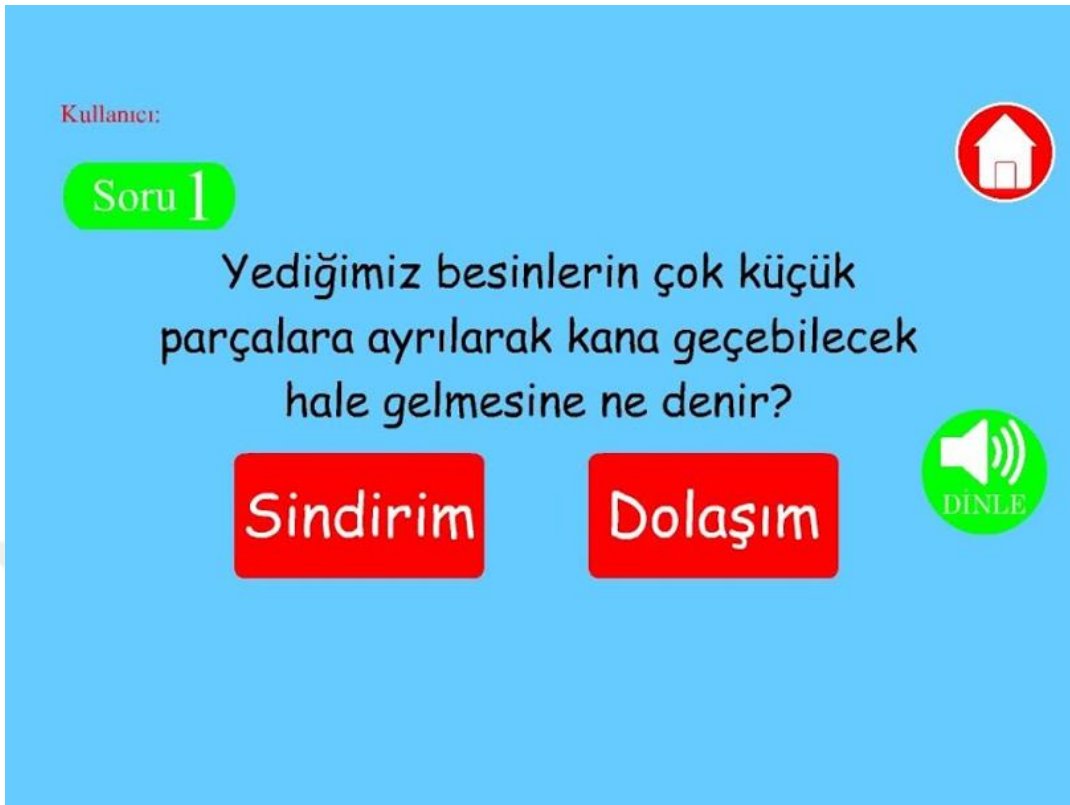 Kullanıcı:
Soru 1
Yediğimiz besinlerin çok küçük
parçalara ayrılarak kana geçebilecek
hale gelmesine ne denir?
Sindirim
Dolaşım
DİNLE